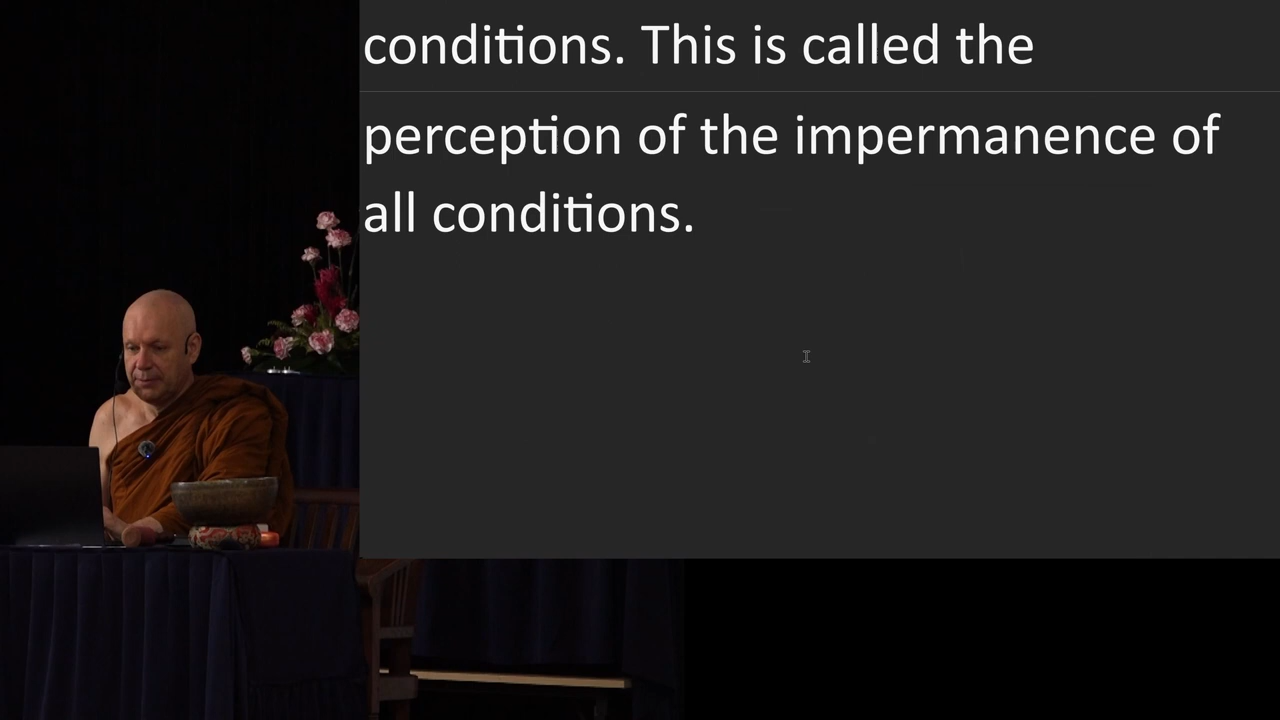 conditions. This is called the
perception of the impermanence of
all conditions.